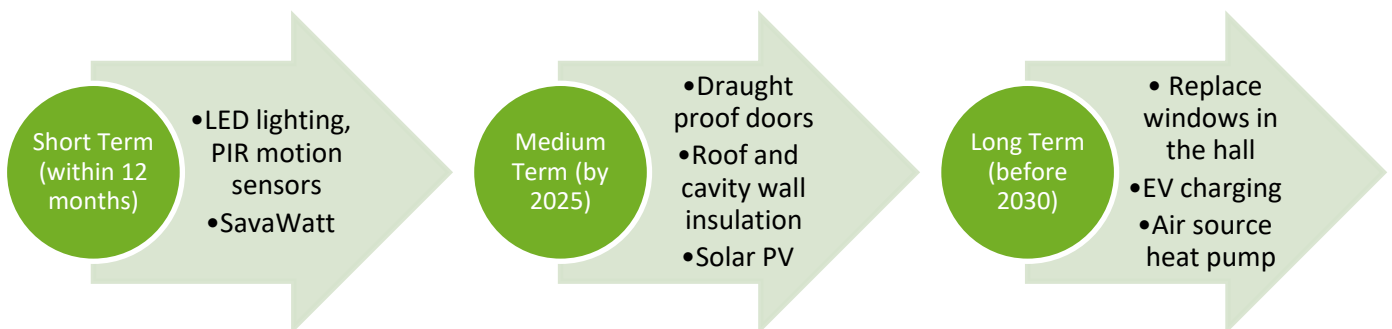 Short Term
(within 12
months)
•LED lighting,
PIR motion
sensors
•SavaWatt
Medium
Term (by
2025)
•Draught
proof doors
•Roof and
cavity wall
insulation
•Solar PV
Long Term
(before
2030)
• Replace
windows in
the hall
•EV charging
•Air source
heat pump